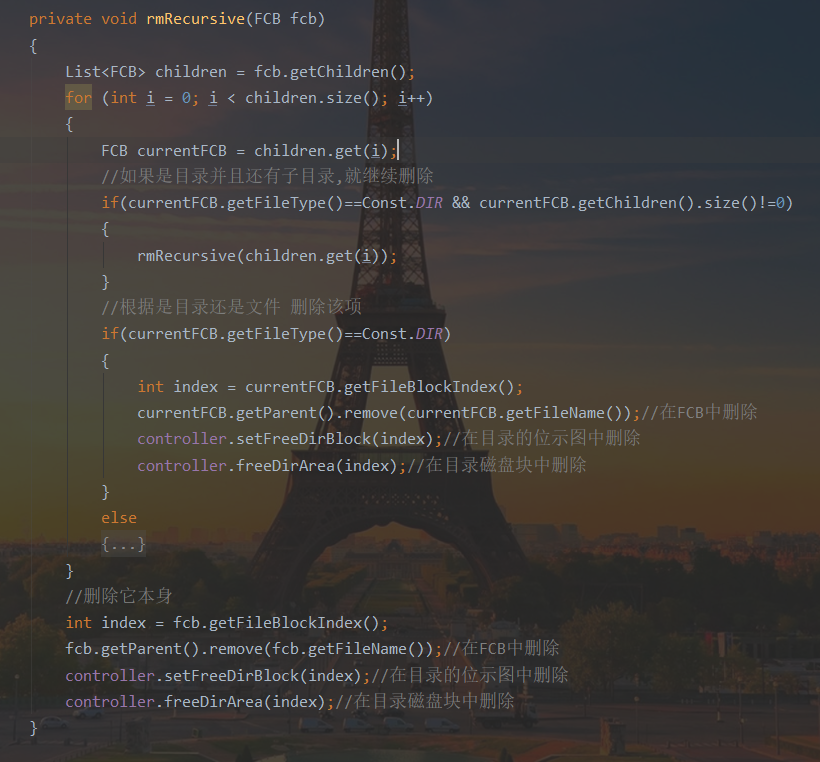 private void rmRecursive(FCB fcb)
{
List<FCB> children = fcb.getChildren();
for (int i = 0; i < children.size(); i++)
{
FCB currentFCB = children.get(i);
//如果是目录并且还有子目录,就继续删除
if(currentFCB.getFileType()==Const.DIR && currentFCB.getChildren().size()!=0)
{
rmRecursive(children.get(i));
}
//根据是目录还是文件 删除该项
if(currentFCB.getFileType()==Const.DIR)
{
int index = currentFCB.getFileBlockIndex();
currentFCB.getParent().remove(currentFCB.getFileName());//在FCB中删除
controller.setFreeDirBlock(index);//在目录的位示图中删除
controller.freeDirArea(index);//在目录磁盘块中删除
}
else
{...}
}
//删除它本身
int index = fcb.getFileBlockIndex();
fcb.getParent().remove(fcb.getFileName());//在FCB中删除
controller.setFreeDirBlock(index);//在目录的位示图中删除
controller.freeDirArea(index);//在目录磁盘块中删除
}